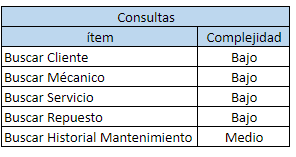 Consultas
ítem Complejidad
Buscar Cliente Bajo
Buscar Mécanico Bajo
Buscar Servicio Bajo
Buscar Repuesto Bajo
Buscar Historial Mantenimiento Medio